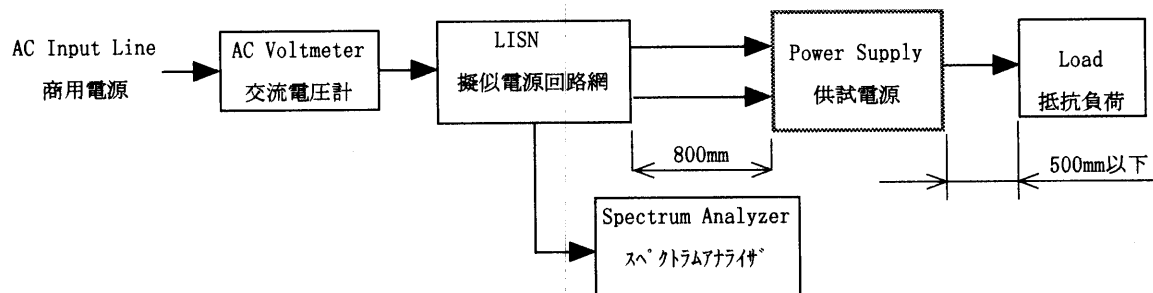 AC Input Line
商用電源
AC Voltmeter
交流電圧計
LISN
擬似電源回路網
Power Supply
供試電源
Load
抵抗負荷
800mm
500mm以下
Spectrum Analyzer
スペクトラムアナライザ